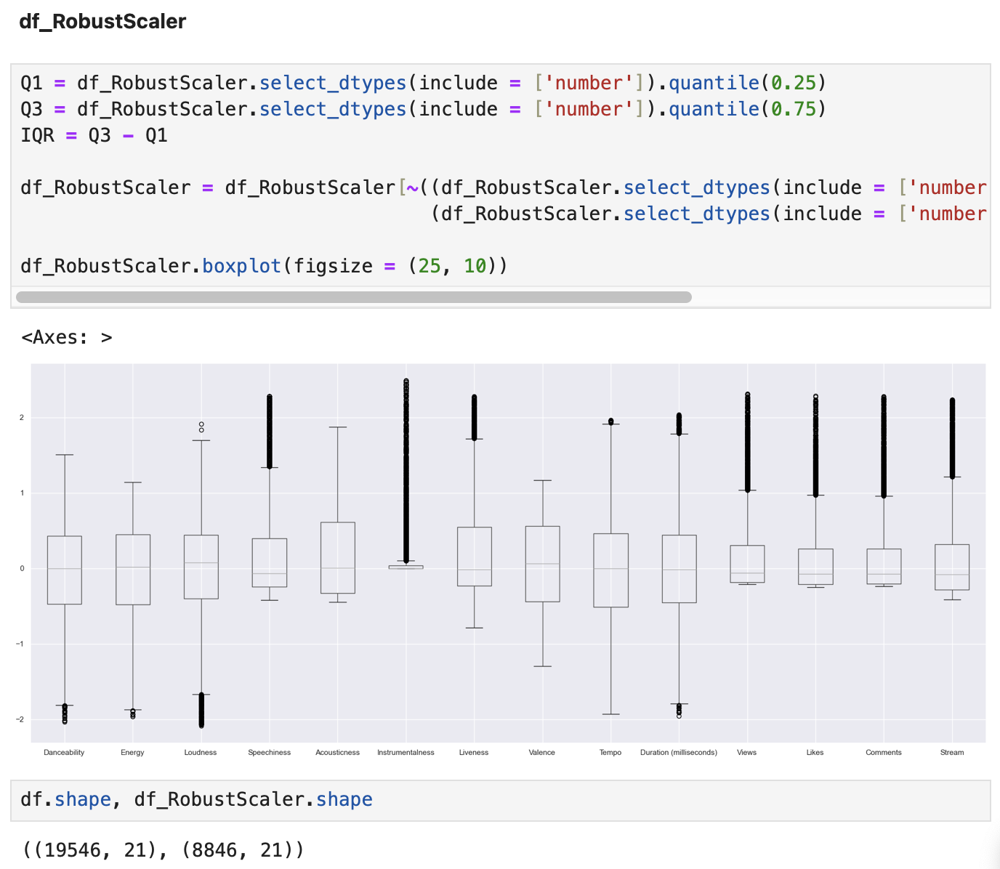 df_RobustScaler
Q1 = df_RobustScaler.select_dtypes(include = ['number']).quantile(0.25)
Q3 = df_RobustScaler.select_dtypes(include = ['number']).quantile(0.75)
IQR = Q3 - Q1
df_RobustScaler = df_RobustScaler[~((df_RobustScaler.select_dtypes(include = ['number
(df_RobustScaler.select_dtypes(include = ['number
df_RobustScaler.boxplot(figsize = (25, 10))
<Axes: >
2
1
0
−1
−2
Danceability Energy Loudness Speechiness Acousticness Instrumentalness Liveness Valence Tempo Duration (milliseconds) Views Likes Comments Stream
df.shape, df_RobustScaler.shape
((19546, 21), (8846, 21))